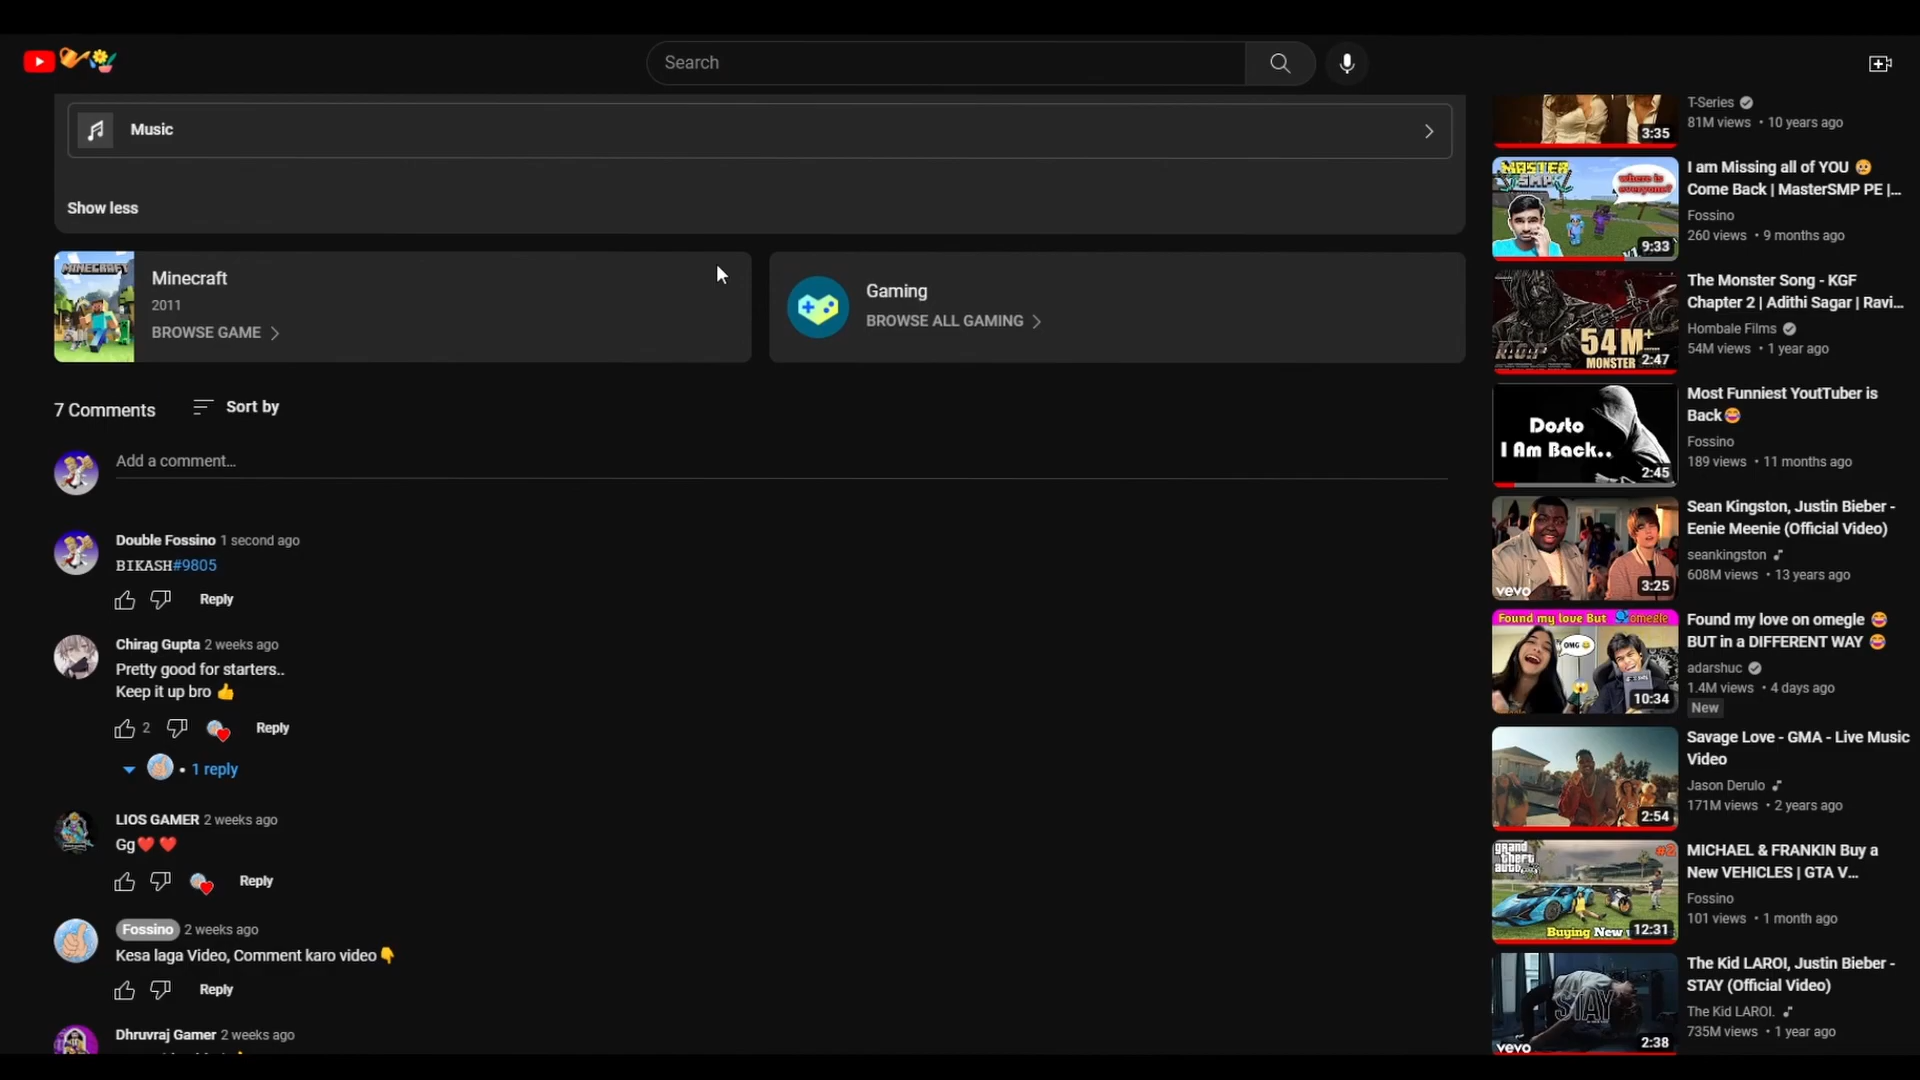 Search
Music
Show less
MINECRAFT
Minecraft
2011
BROWSE GAME
Gaming
BROWSE ALL GAMING
7 Comments
Sort by
Add a comment...
Double Fossino 1 second ago
BIKASH#9805
Reply
Chirag Gupta 2 weeks ago
Pretty good for starters..
Keep it up bro 👍
2
Reply
1 reply
LIOS GAMER 2 weeks ago
Gg❤️ ❤️
Reply
Fossino 2 weeks ago
Kesa laga Video, Comment karo video👇
Reply
Dhruvraj Gamer 2 weeks ago
3:35
T-Series
81M views • 10 years ago
MASTER
SMP
where is
everyone?
9:33
I am Missing all of YOU 😥
Come Back | MasterSMP PE |...
Fossino
260 views • 9 months ago
K.G.F
54M+
MONSTER
2:47
The Monster Song - KGF
Chapter 2 | Adithi Sagar | Ravi...
Hombale Films
54M views • 1 year ago
Dosto
I Am Back..
2:45
Most Funniest YoutTuber is
Back😂
Fossino
189 views • 11 months ago
vevo
3:25
Sean Kingston, Justin Bieber -
Eenie Meenie (Official Video)
seankingston
608M views • 13 years ago
Found my love But omegle
OMG 😂
10:34
Found my love on omegle 😂
BUT in a DIFFERENT WAY 😂
adarshuc
1.4M views • 4 days ago
New
2:54
Savage Love - GMA - Live Music
Video
Jason Derulo
171M views • 2 years ago
grand
theft
auto
#2
Buying New
12:31
MICHAEL & FRANKIN Buy a
New VEHICLES | GTA V...
Fossino
101 views • 1 month ago
STAY
vevo
2:38
The Kid LAROI, Justin Bieber -
STAY (Official Video)
The Kid LAROI.
735M views • 1 year ago